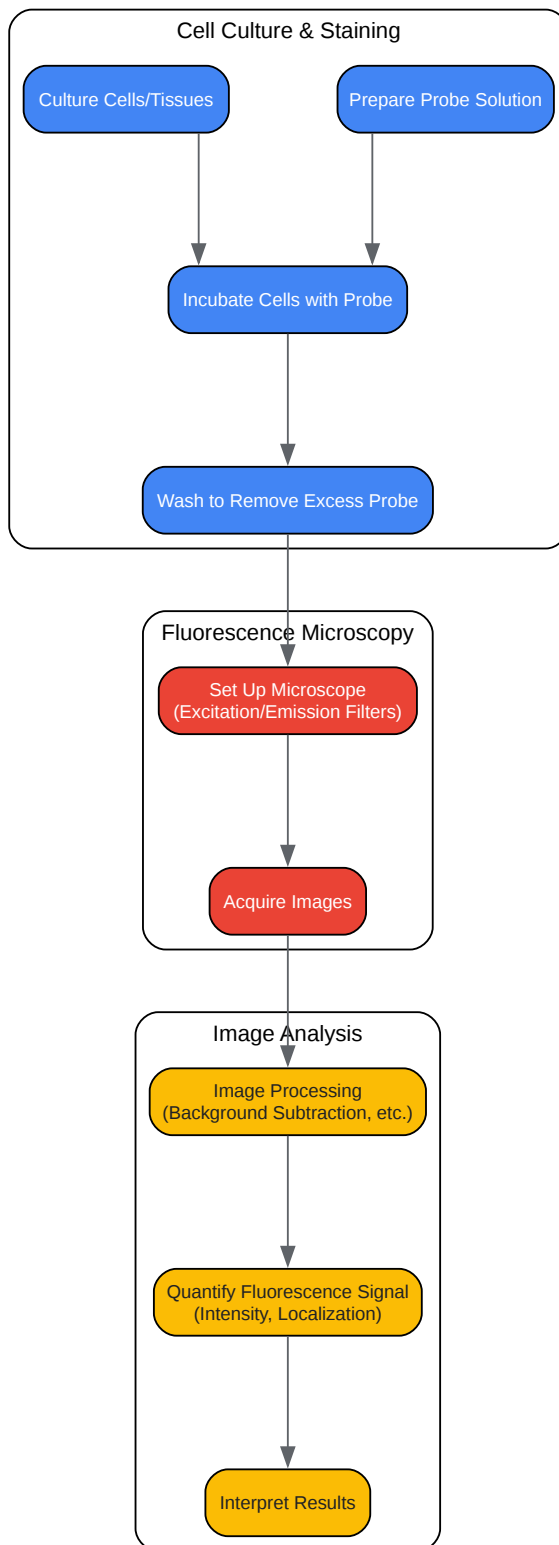 Cell Culture & Staining
Culture Cells/Tissues
Prepare Probe Solution
Incubate Cells with Probe
Wash to Remove Excess Probe
Fluorescence Microscopy
Set Up Microscope
(Excitation/Emission Filters)
Acquire Images
Image Analysis
Image Processing
(Background Subtraction, etc.)
Quantify Fluorescence Signal
(Intensity, Localization)
Interpret Results